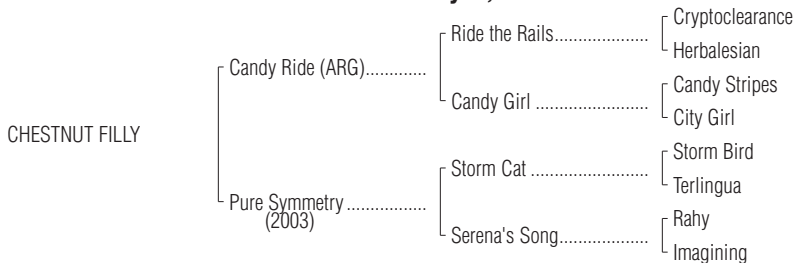 Cryptoclearance
Ride the Rails....................
Herbalesian
Candy Ride (ARG).............
Candy Stripes
Candy Girl ........................
City Girl
CHESTNUT FILLY
Storm Bird
Storm Cat .........................
Terlingua
Pure Symmetry .................
(2003)
Rahy
Serena's Song...................
Imagining